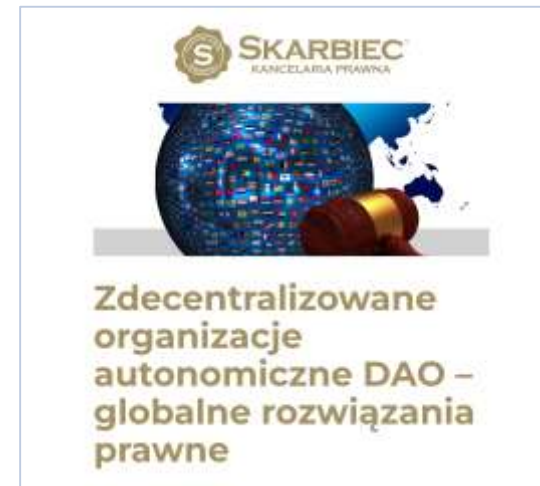 S
SKARBIEC
KANCELARIA PRAWNA
Zdecentralizowane
organizacje
autonomiczne DAO –
globalne rozwiązania
prawne